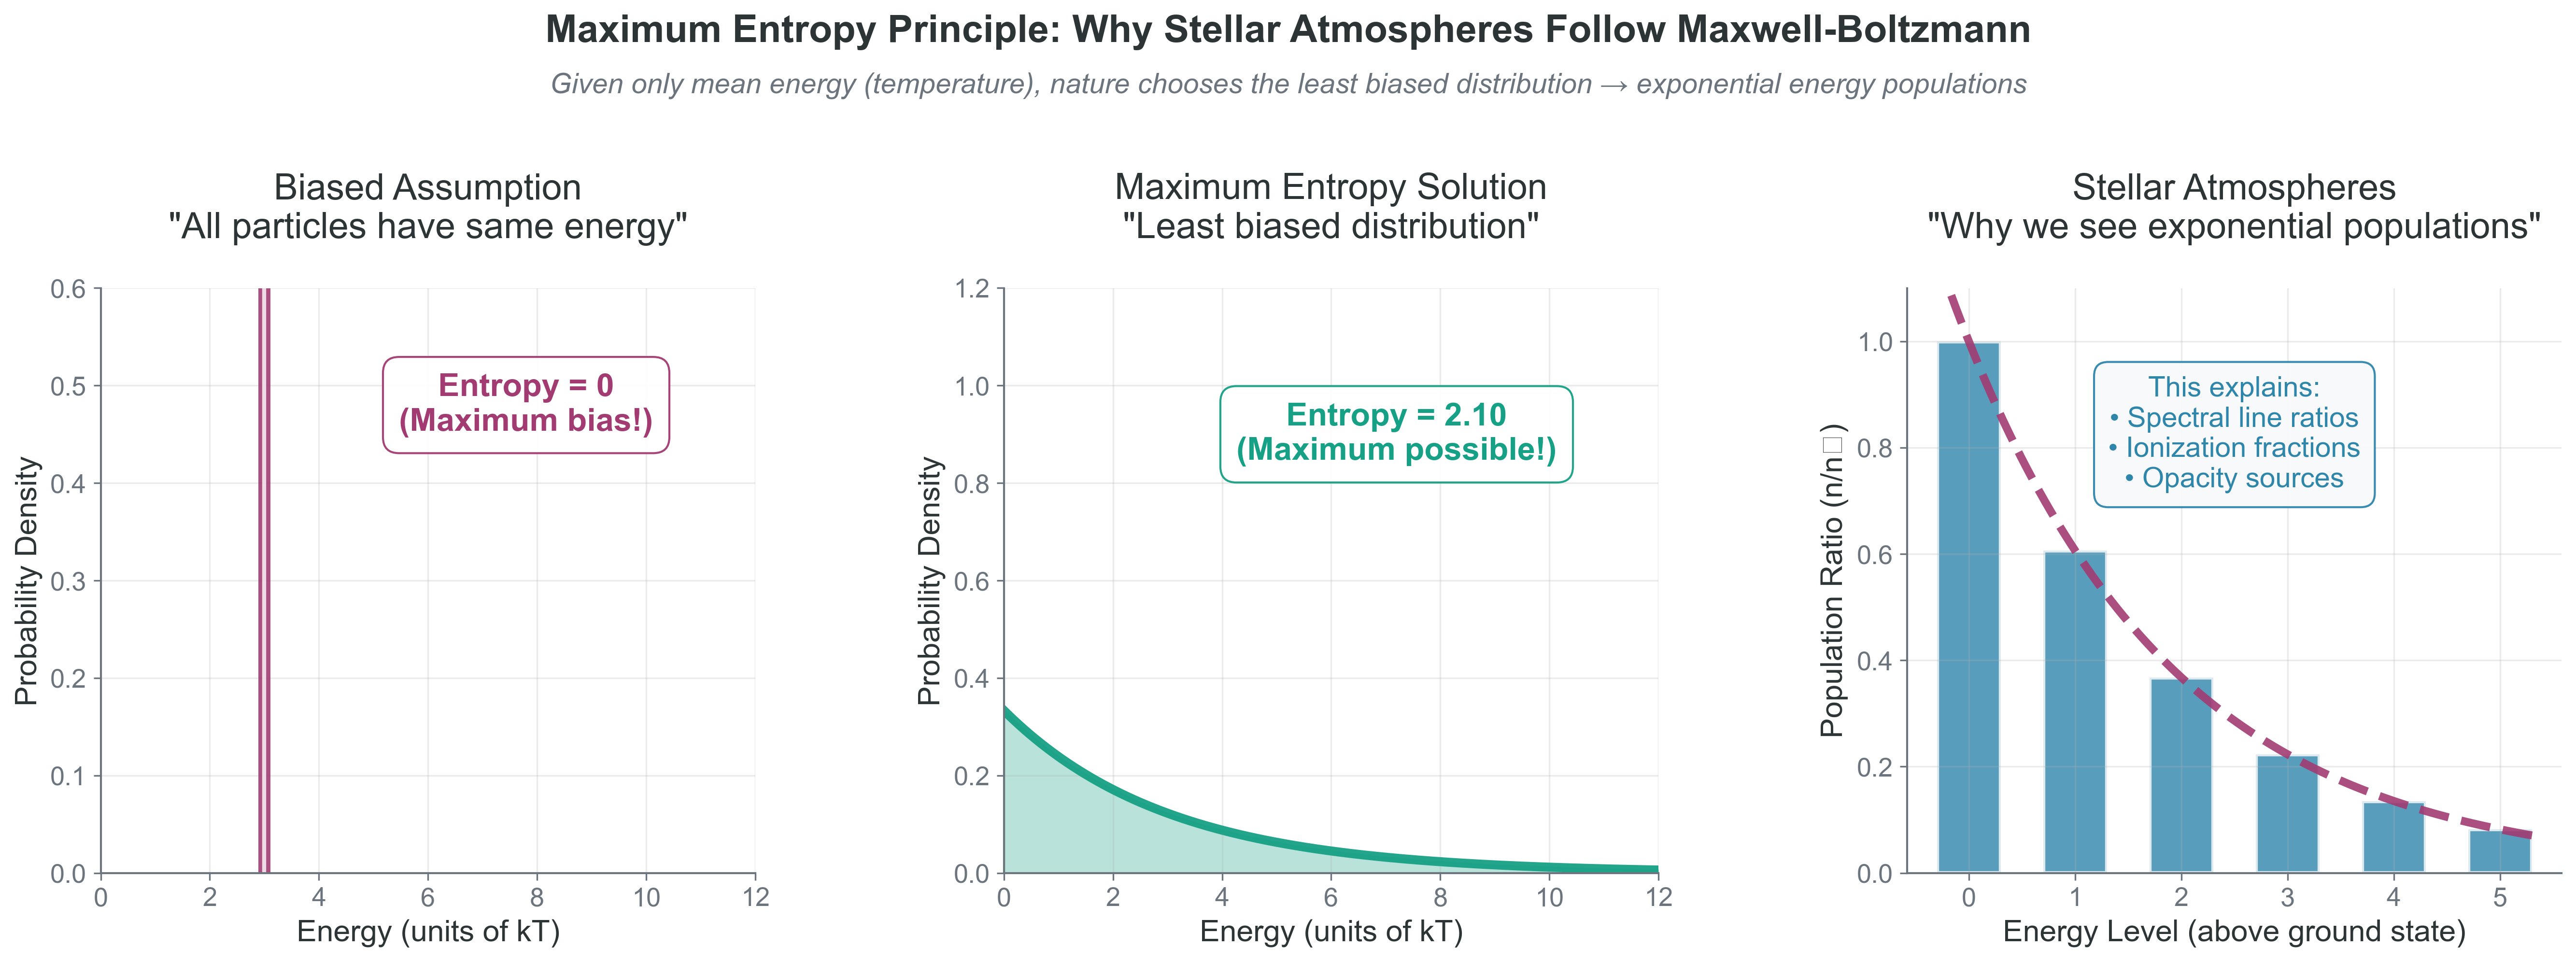 Maximum Entropy Principle: Why Stellar Atmospheres Follow Maxwell-Boltzmann
Given only mean energy (temperature), nature chooses the least biased distribution → exponential energy populations
Biased Assumption
"All particles have same energy"
0.6
0.5
0.4
0.3
0.2
0.1
0.0
Probability Density
Entropy = 0
(Maximum bias!)
0 2 4 6 8 10 12
Energy (units of kT)
Maximum Entropy Solution
"Least biased distribution"
1.2
1.0
0.8
0.6
0.4
0.2
0.0
Probability Density
Entropy = 2.10
(Maximum possible!)
0 2 4 6 8 10 12
Energy (units of kT)
Stellar Atmospheres
"Why we see exponential populations"
1.0
0.8
0.6
0.4
0.2
0.0
Population Ratio (n/n□)
This explains:
• Spectral line ratios
• Ionization fractions
• Opacity sources
0 1 2 3 4 5
Energy Level (above ground state)